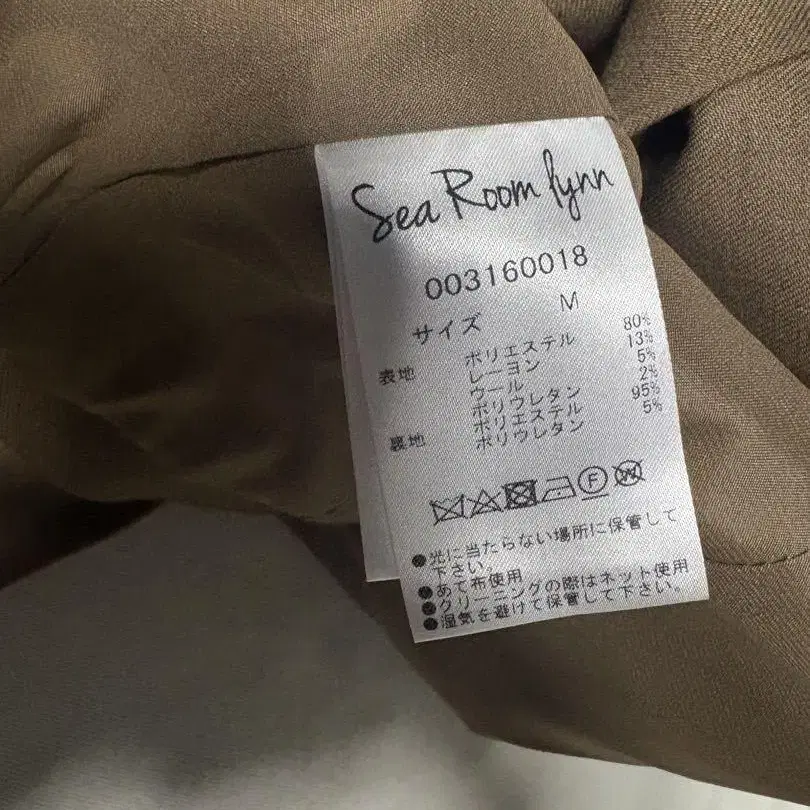 Sea Room lynn
003160018
サイズ M
表地 ポリエステル 80%
レーヨン 13%
ウール 5%
ポリウレタン 2%
裏地 ポリエステル 95%
ポリウレタン 5%
F W
●光に当たらない場所に保管して
下さい。
●あて布使用
●クリーニングの際はネット使用
●湿気を避けて保管して下さい。